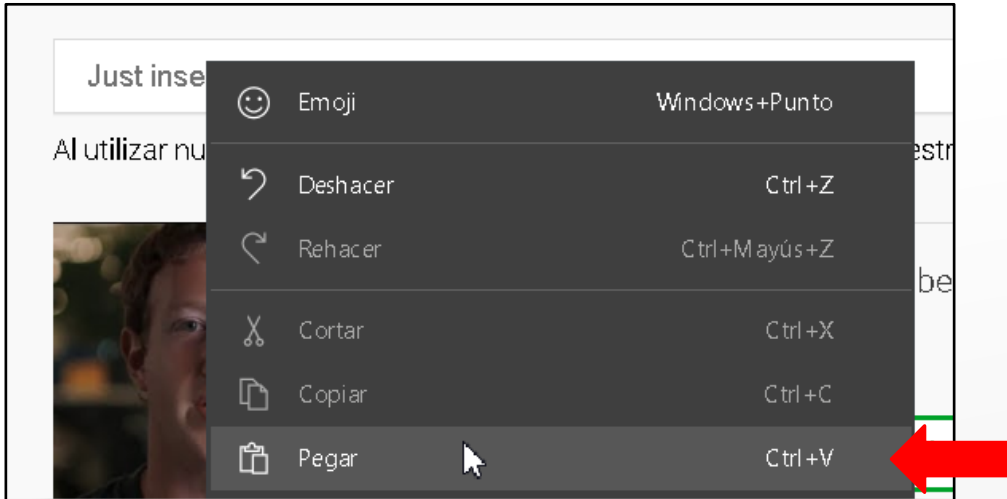 Just inse
Emoji Windows+Punto
Al utilizar nu estr
Deshacer Ctrl+Z
Rehacer Ctrl+Mayús+Z
be
Cortar Ctrl+X
Copiar Ctrl+C
Pegar Ctrl+V